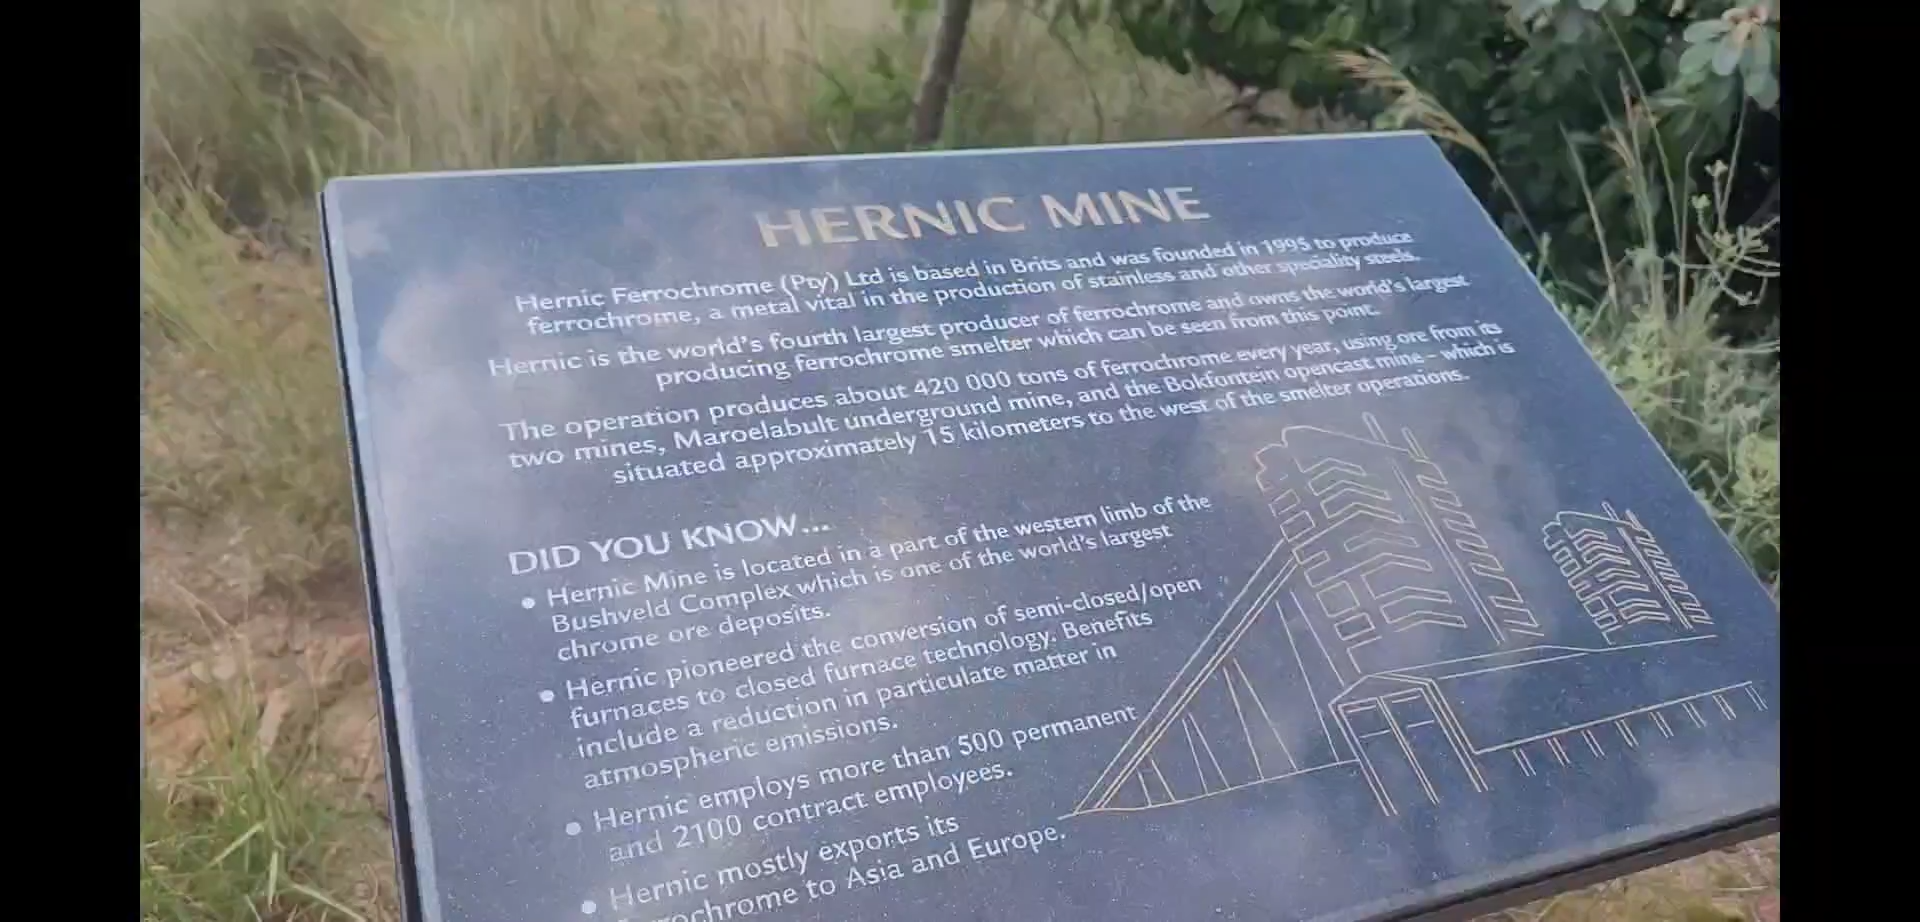 HERNIC MINE
Hernic Ferrochrome (Pty) Ltd is based in Brits and was founded in 1995 to produce
ferrochrome, a metal vital in the production of stainless and other speciality steels.
Hernic is the world's fourth largest producer of ferrochrome and owns the world's largest
producing ferrochrome smelter which can be seen from this point.
The operation produces about 420 000 tons of ferrochrome every year, using ore from its
two mines, Maroelabult underground mine, and the Bokfontein opencast mine – which is
situated approximately 15 kilometers to the west of the smelter operations.
DID YOU KNOW...
• Hernic Mine is located in a part of the western limb of the
Bushveld Complex which is one of the world's largest
chrome ore deposits.
• Hernic pioneered the conversion of semi-closed/open
furnaces to closed furnace technology. Benefits
include a reduction in particulate matter in
atmospheric emissions.
• Hernic employs more than 500 permanent
and 2100 contract employees.
• Hernic mostly exports its
rochrome to Asia and Europe.